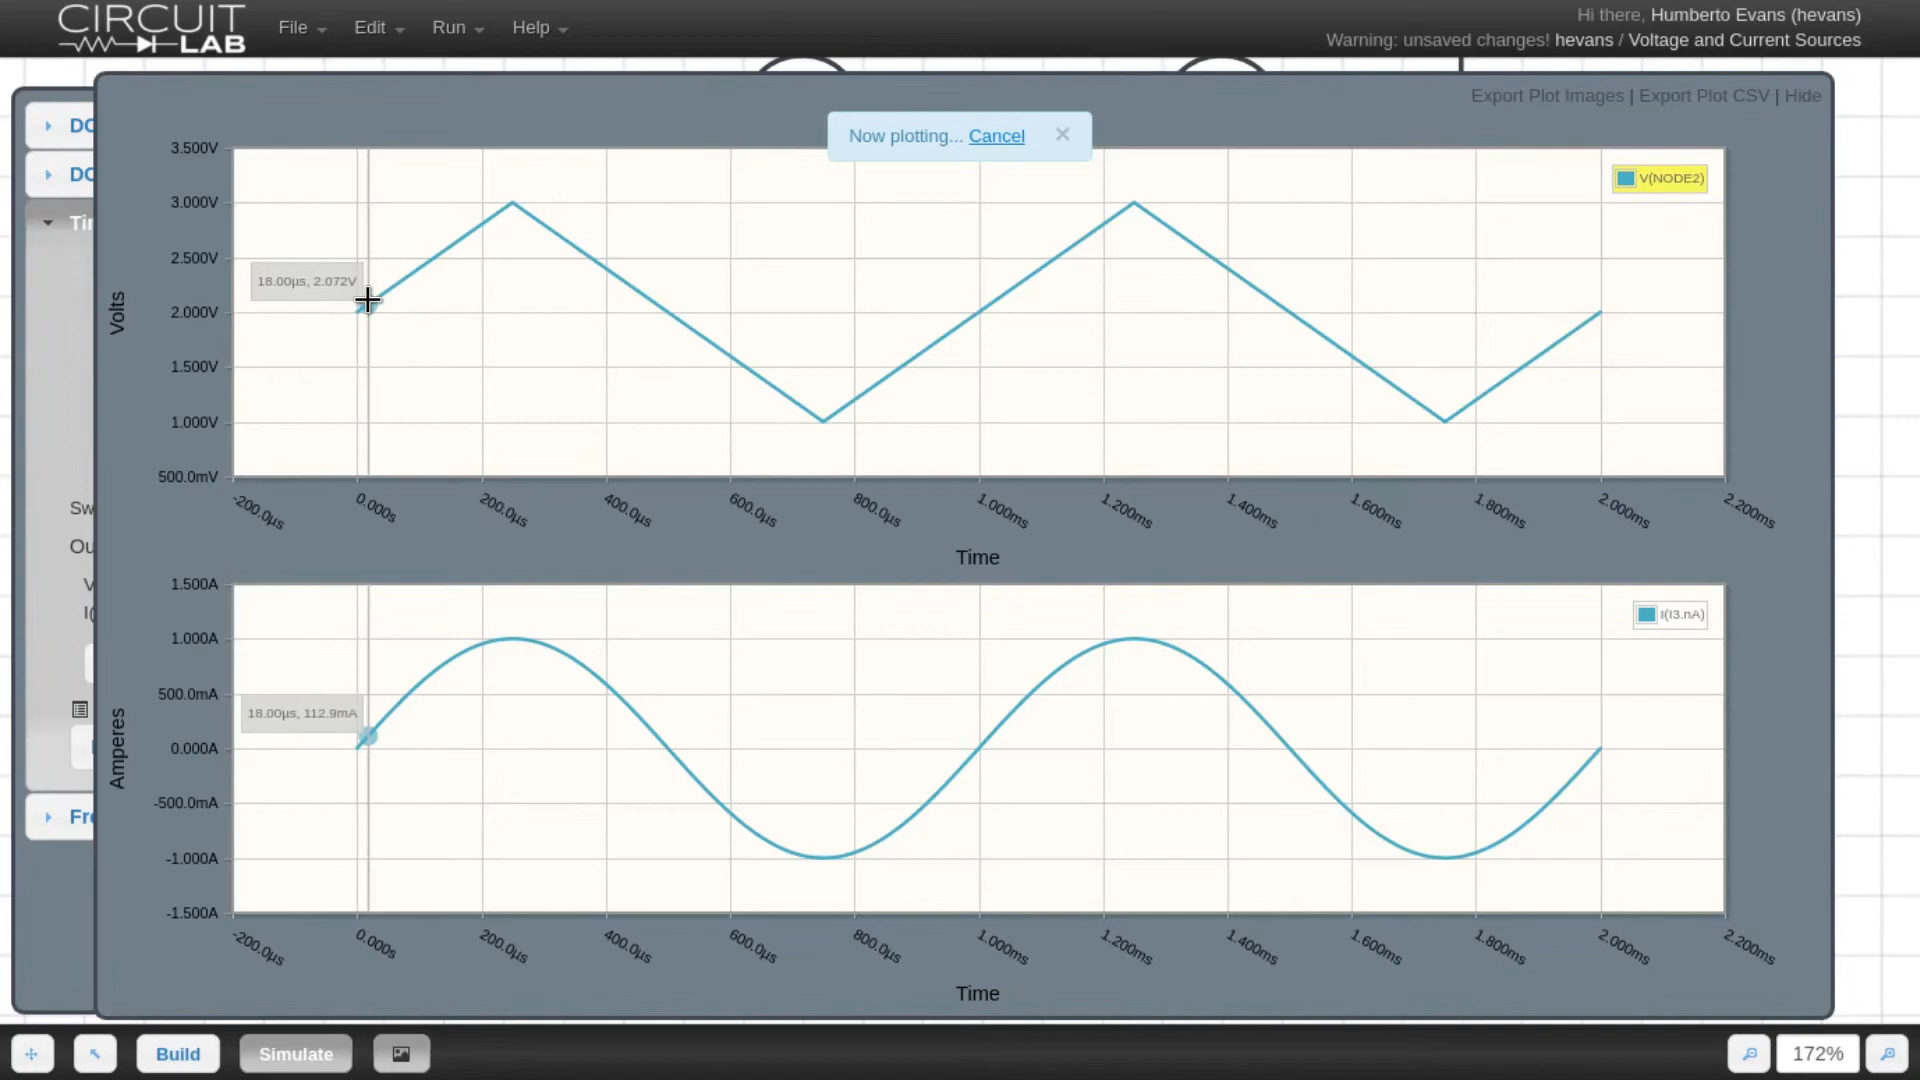 CIRCUIT
LAB
File
Edit
Run
Help
Hi there, Humberto Evans (hevans)
Warning: unsaved changes! hevans / Voltage and Current Sources
Export Plot Images | Export Plot CSV | Hide
Now plotting... Cancel ×
DC
DC
Tim
Sw
Ou
V
I(
Fre
3.500V
3.000V
2.500V
2.000V
1.500V
1.000V
500.0mV
Volts
V(NODE2)
18.00µs, 2.072V
-200.0µs
0.000s
200.0µs
400.0µs
600.0µs
800.0µs
1.000ms
1.200ms
1.400ms
1.600ms
1.800ms
2.000ms
2.200ms
Time
1.500A
1.000A
500.0mA
0.000A
-500.0mA
-1.000A
-1.500A
Amperes
I(I3.nA)
18.00µs, 112.9mA
-200.0µs
0.000s
200.0µs
400.0µs
600.0µs
800.0µs
1.000ms
1.200ms
1.400ms
1.600ms
1.800ms
2.000ms
2.200ms
Time
Build
Simulate
172%